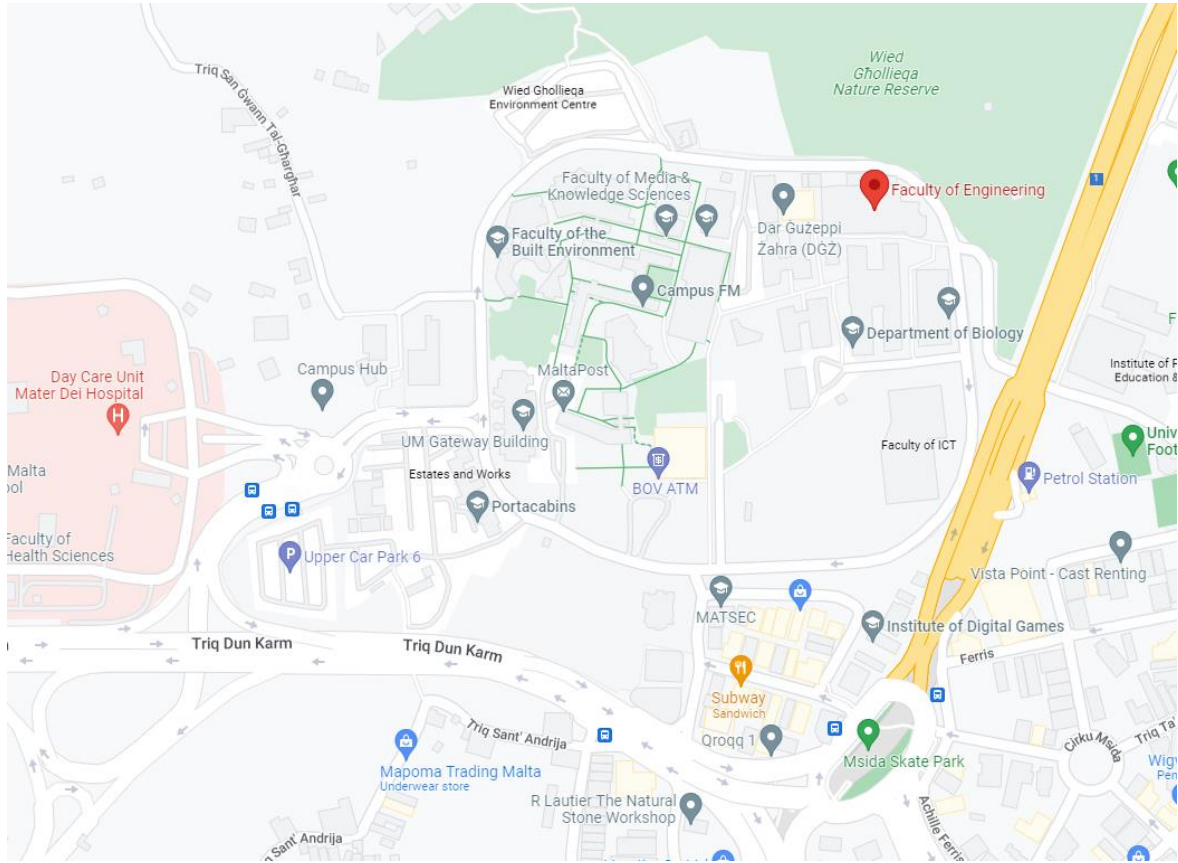 Triq San Ġwann Tal-Għargħar
Wied Għollieqa
Environment Centre
Wied
Għollieqa
Nature Reserve
1
Faculty of Media &
Knowledge Sciences
Faculty of Engineering
Dar Ġużeppi
Żahra (DĠŻ)
Faculty of the
Built Environment
Campus FM
Department of Biology
F
Institute of P
Education &
Day Care Unit
Mater Dei Hospital
H
Campus Hub
MaltaPost
UM Gateway Building
Faculty of ICT
Univ
Foot
Malta
ool
Estates and Works
BOV ATM
Petrol Station
Portacabins
Faculty of
Health Sciences
P
Upper Car Park 6
Vista Point - Cast Renting
MATSEC
Institute of Digital Games
Triq Dun Karm
Triq Dun Karm
Ferris
Subway
Sandwich
Triq Sant' Andrija
Qroqq 1
Msida Skate Park
Cirku Msida
Triq Ta'
Mapoma Trading Malta
Underwear store
Wigv
Pen
R Lautier The Natural
Stone Workshop
Achille Ferris
Sant' Andrija